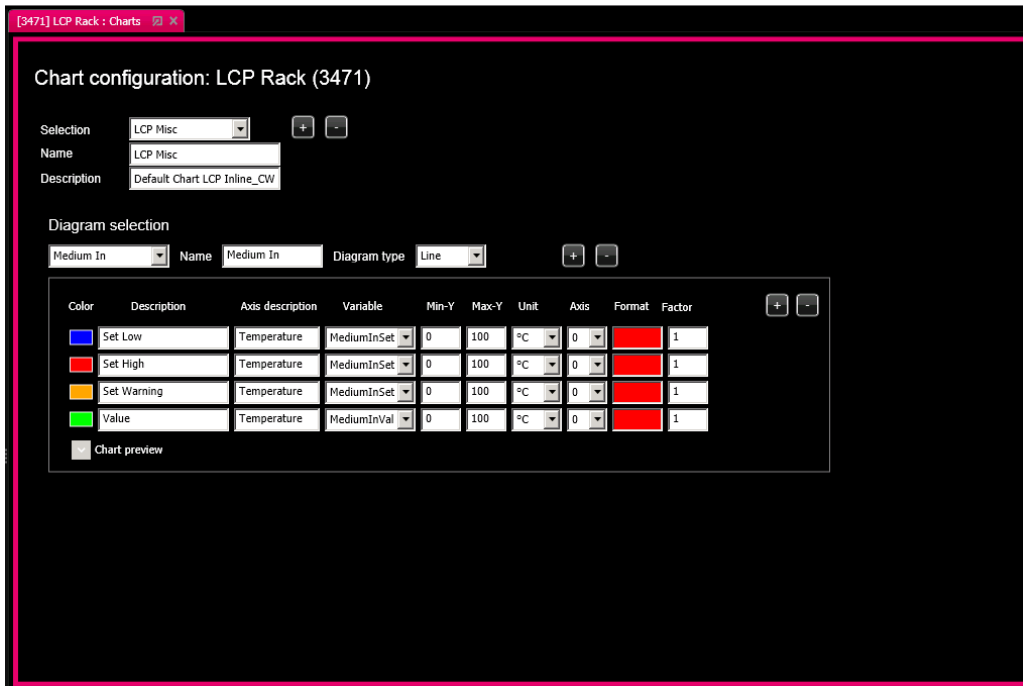 [3471] LCP Rack : Charts
Chart configuration: LCP Rack (3471)
Selection LCP Misc + -
Name LCP Misc
Description Default Chart LCP Inline_CW
Diagram selection
Medium In Name Medium In Diagram type Line + -
Color Description Axis description Variable Min-Y Max-Y Unit Axis Format Factor + -
Set Low Temperature MediumInSet 0 100 °C 0 1
Set High Temperature MediumInSet 0 100 °C 0 1
Set Warning Temperature MediumInSet 0 100 °C 0 1
Value Temperature MediumInVal 0 100 °C 0 1
Chart preview